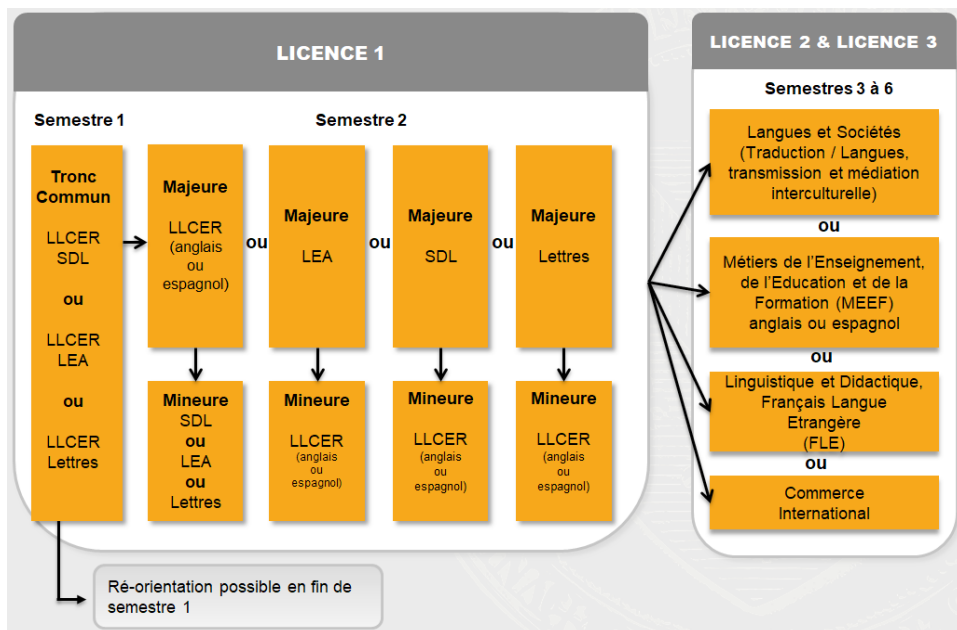 LICENCE 1
Semestre 1
Semestre 2
Tronc
Commun
LLCER
SDL
ou
LLCER
LEA
ou
LLCER
Lettres
Majeure
LLCER
(anglais
ou
espagnol)
Mineure
SDL
ou
LEA
ou
Lettres
ou
Majeure
LEA
Mineure
LLCER
(anglais
ou
espagnol)
ou
Majeure
SDL
Mineure
LLCER
(anglais
ou
espagnol)
ou
Majeure
Lettres
Mineure
LLCER
(anglais
ou
espagnol)
Ré-orientation possible en fin de
semestre 1
LICENCE 2 & LICENCE 3
Semestres 3 à 6
Langues et Sociétés
(Traduction / Langues,
transmission et médiation
interculturelle)
ou
Métiers de l'Enseignement,
de l'Education et de la
Formation (MEEF)
anglais ou espagnol
ou
Linguistique et Didactique,
Français Langue
Etrangère
(FLE)
ou
Commerce
International